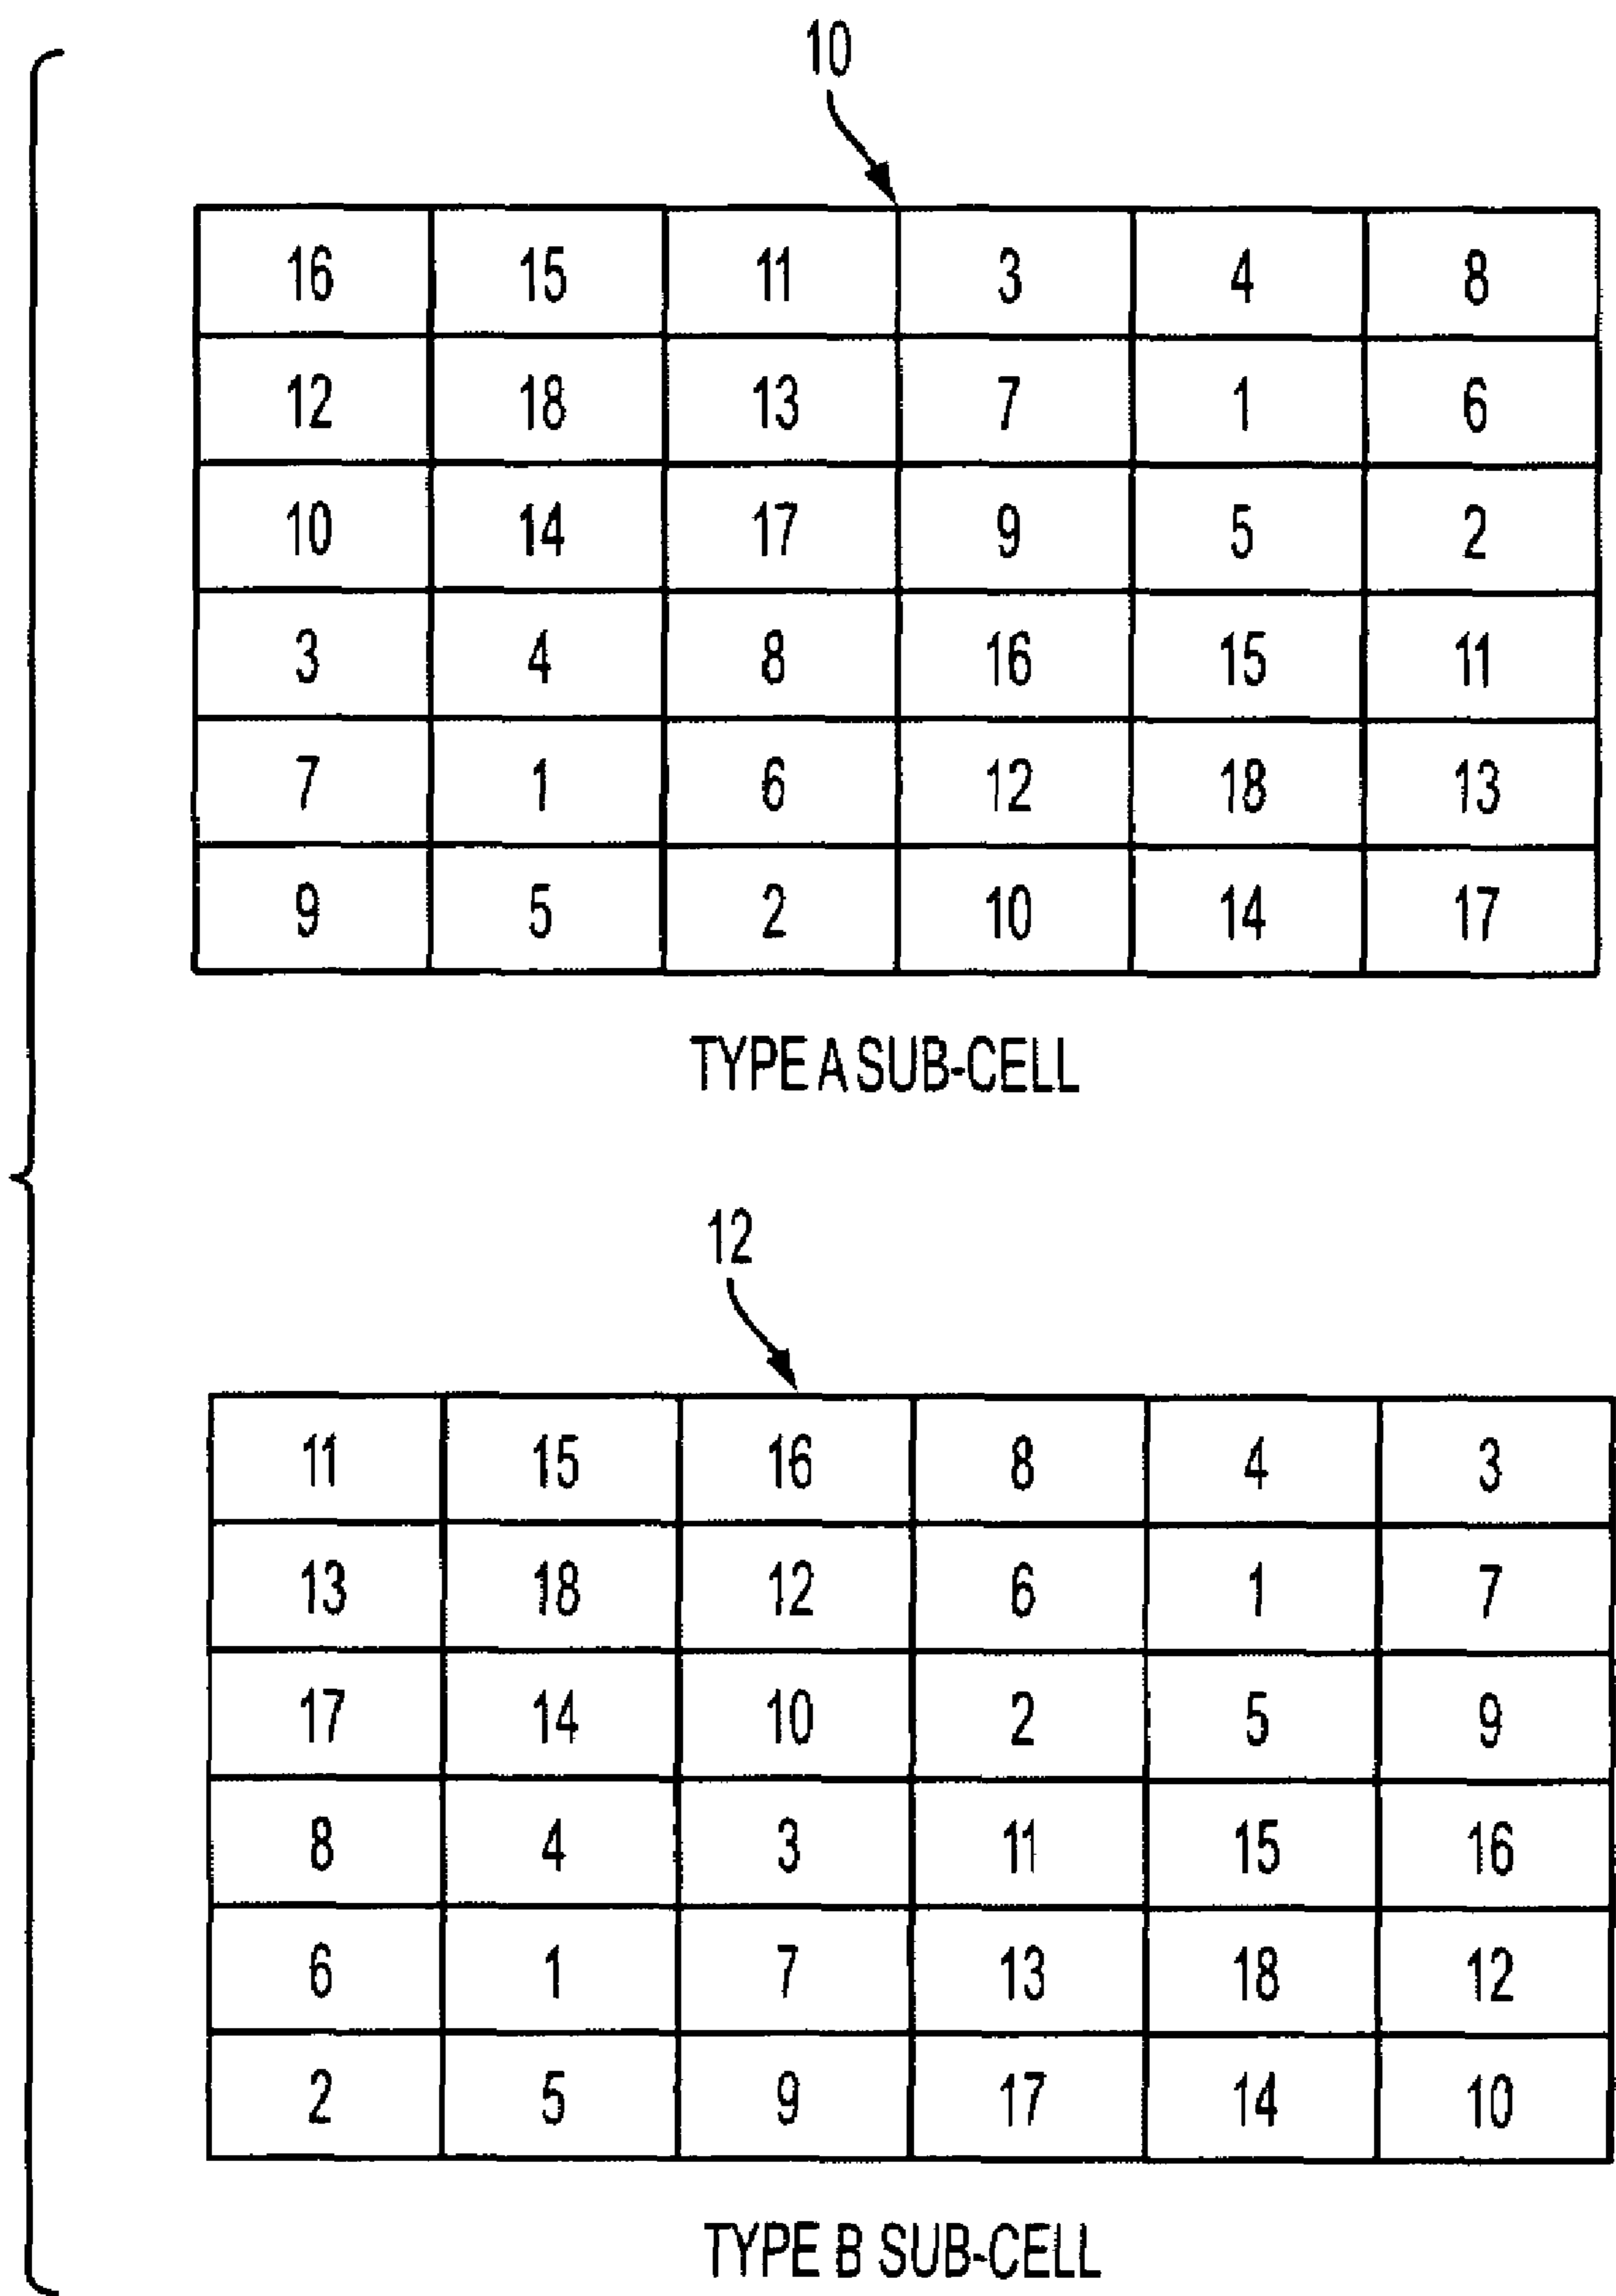 10
16 15 11 3 4 8
12 18 13 7 1 6
10 14 17 9 5 2
3 4 8 16 15 11
7 1 6 12 18 13
9 5 2 10 14 17
TYPE A SUB-CELL
12
11 15 16 8 4 3
13 18 12 6 1 7
17 14 10 2 5 9
8 4 3 11 15 16
6 1 7 13 18 12
2 5 9 17 14 10
TYPE B SUB-CELL